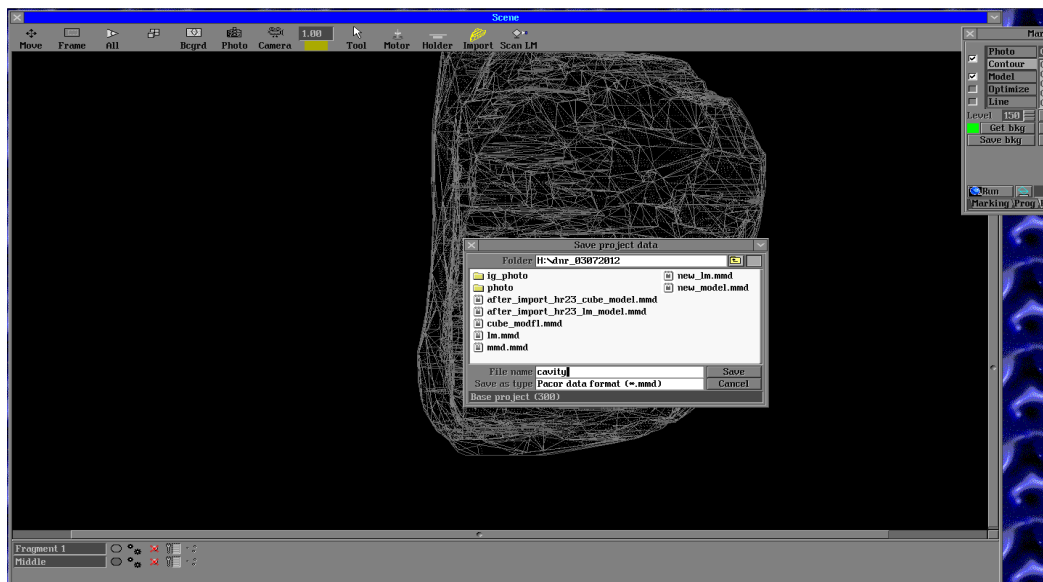 Scene
Move Frame All Bcgrd Photo Camera 1.00 Tool Motor Holder Import Scan LM
Photo
Contour
Model
Optimize
Line
Level 150
Get bkg
Save bkg
Run
Marking Prog
Save project data
Folder H:\dnr_03072012
ig_photo
photo
after_import_hr23_cube_model.mmd
after_import_hr23_lm_model.mmd
cube_modfl.mmd
lm.mmd
mmd.mmd
new_lm.mmd
new_model.mmd
File name cavity Save
Save as type Pacor data format (*.mmd) Cancel
Base project (300)
Fragment 1
Middle